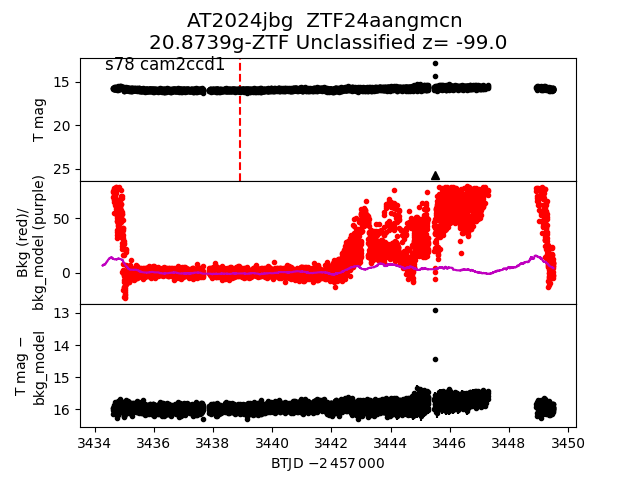 AT2024jbg  ZTF24aangmcn
20.8739g-ZTF Unclassified z= -99.0
s78 cam2ccd1
T mag
15
20
25
Bkg (red)/
bkg_model (purple)
50
0
T mag −
bkg_model
13
14
15
16
3434 3436 3438 3440 3442 3444 3446 3448 3450
BTJD −2 457 000